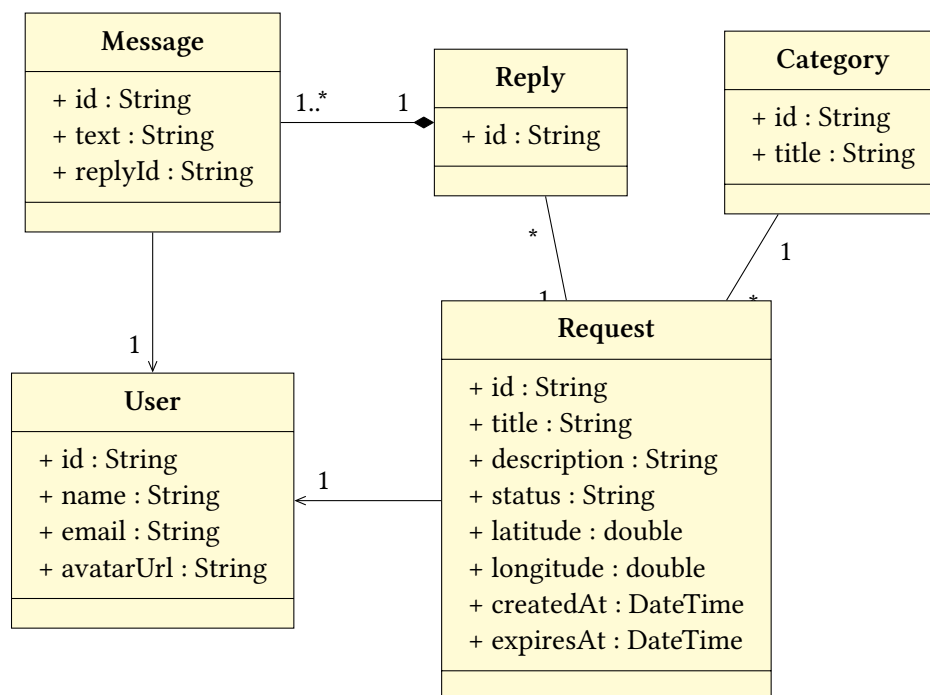 Message
+ id : String
+ text : String
+ replyId : String
1..*
1
Reply
+ id : String
Category
+ id : String
+ title : String
*
1
1
*
1
User
+ id : String
+ name : String
+ email : String
+ avatarUrl : String
1
Request
+ id : String
+ title : String
+ description : String
+ status : String
+ latitude : double
+ longitude : double
+ createdAt : DateTime
+ expiresAt : DateTime